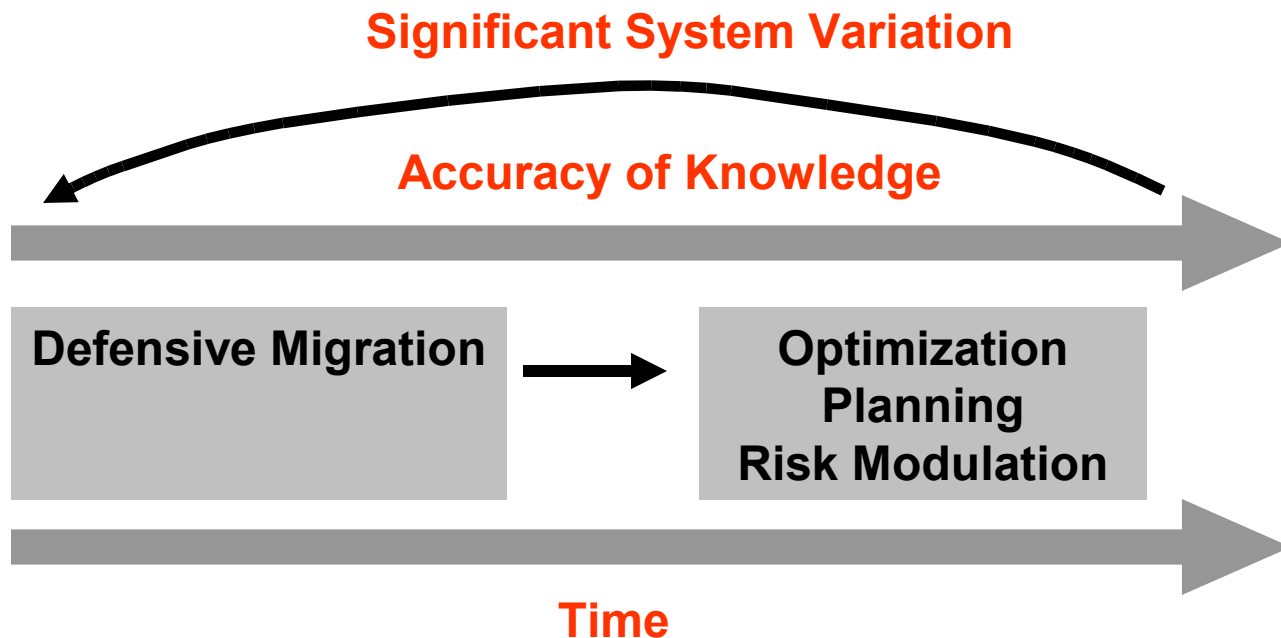 Significant System Variation
Accuracy of Knowledge
Defensive Migration
Optimization
Planning
Risk Modulation
Time